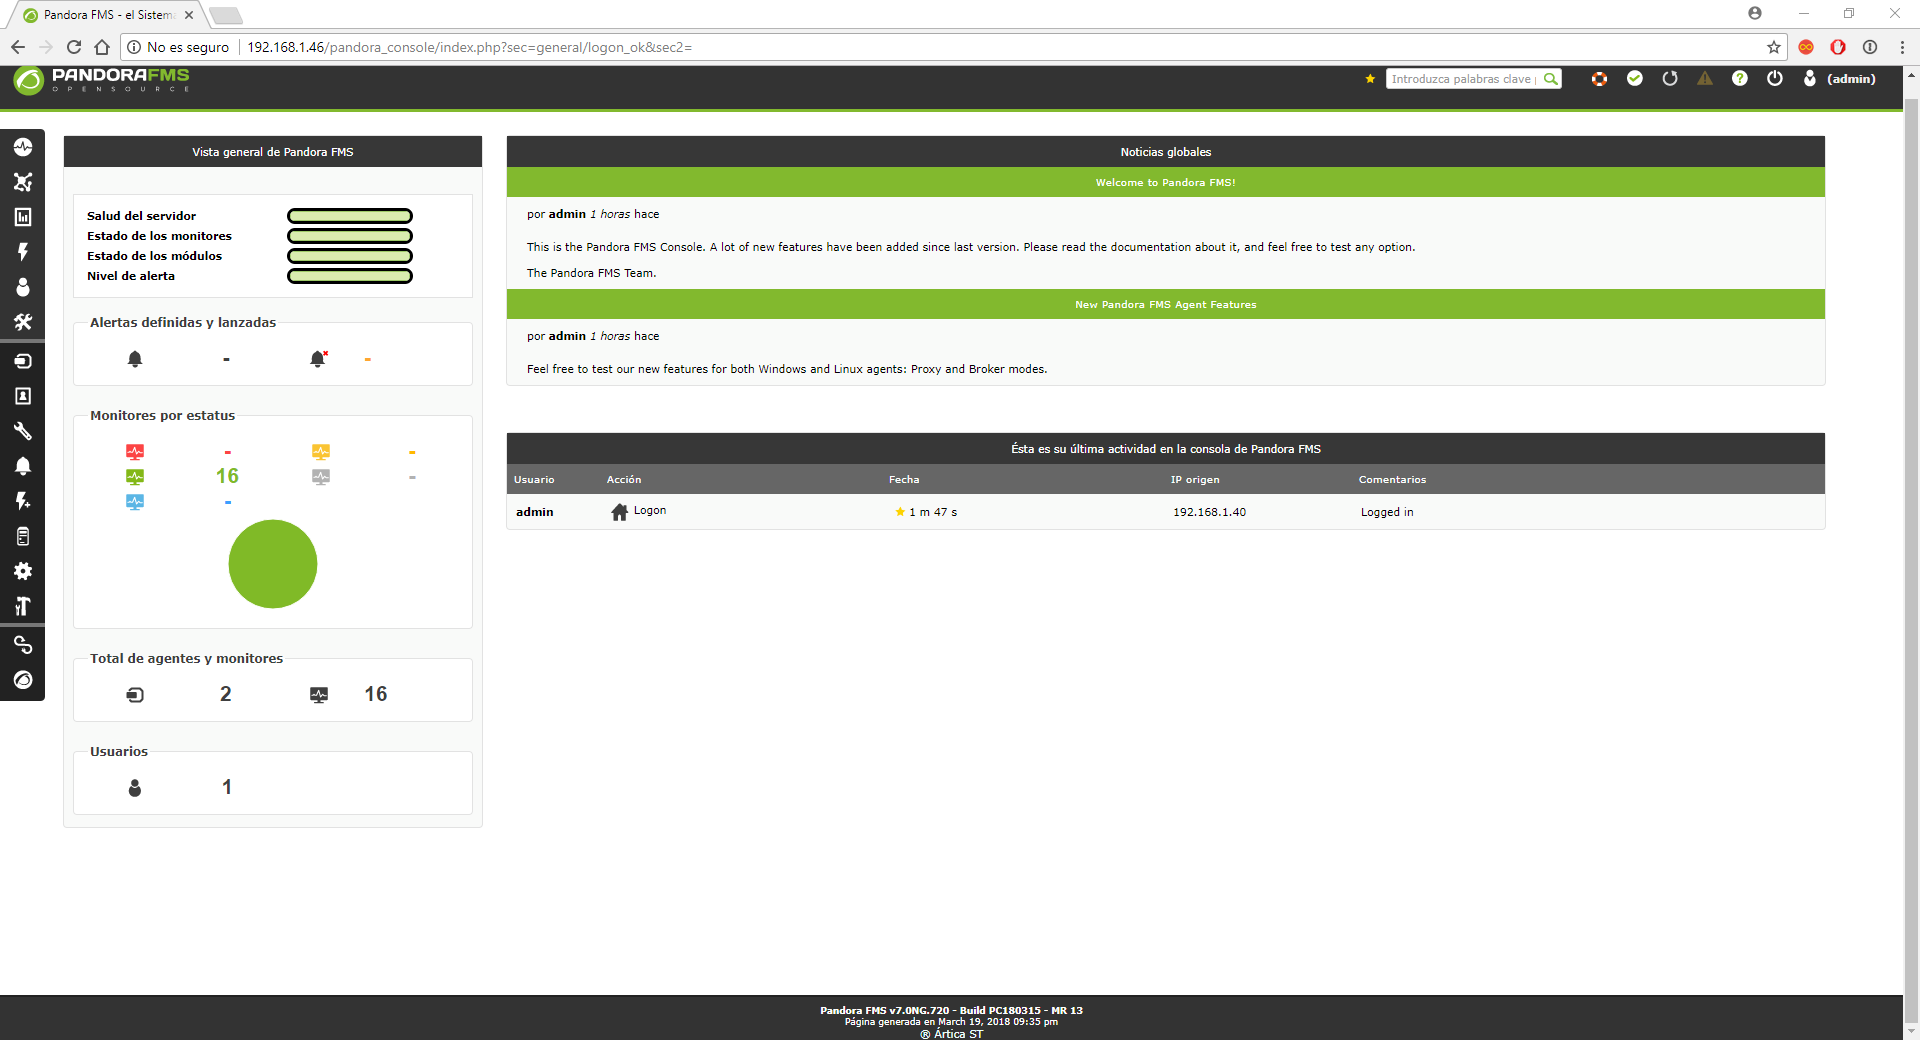 Pandora FMS - el Sistema
No es seguro
192.168.1.46/pandora_console/index.php?sec=general/logon_ok&sec2=
PANDORAFMS
OPENSOURCE
Introduzca palabras clave
(admin)
Vista general de Pandora FMS
Salud del servidor
Estado de los monitores
Estado de los módulos
Nivel de alerta
Alertas definidas y lanzadas
- -
Monitores por estatus
- -
16 -
-
Total de agentes y monitores
2 16
Usuarios
1
Noticias globales
Welcome to Pandora FMS!
por admin 1 horas hace
This is the Pandora FMS Console. A lot of new features have been added since last version. Please read the documentation about it, and feel free to test any option.
The Pandora FMS Team.
New Pandora FMS Agent Features
por admin 1 horas hace
Feel free to test our new features for both Windows and Linux agents: Proxy and Broker modes.
Ésta es su última actividad en la consola de Pandora FMS
Usuario Acción Fecha IP origen Comentarios
admin Logon 1 m 47 s 192.168.1.40 Logged in
Pandora FMS v7.0NG.720 - Build PC180315 - MR 13
Página generada en March 19, 2018 09:35 pm
® Ártica ST